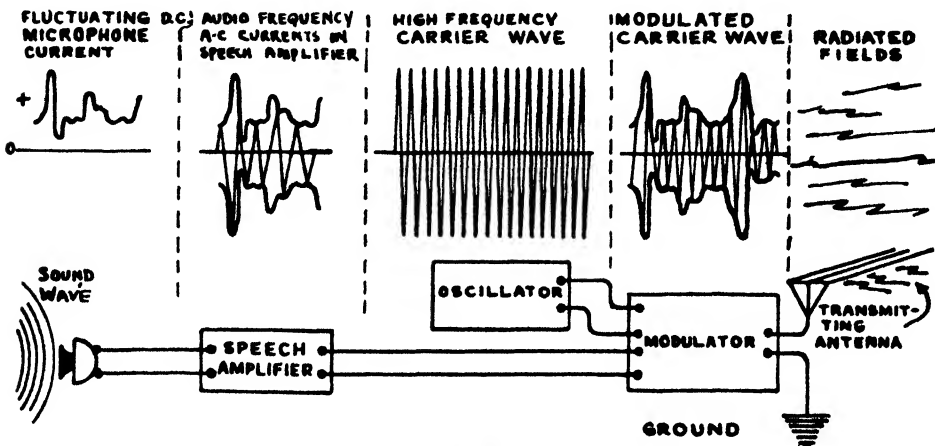 FLUCTUATING D.C.
MICROPHONE
CURRENT
AUDIO FREQUENCY
A-C CURRENTS IN
SPEECH AMPLIFIER
HIGH FREQUENCY
CARRIER WAVE
MODULATED
CARRIER WAVE
RADIATED
FIELDS
+
0
SOUND
WAVE
OSCILLATOR
SPEECH
AMPLIFIER
MODULATOR
TRANSMIT-
TING
ANTENNA
GROUND